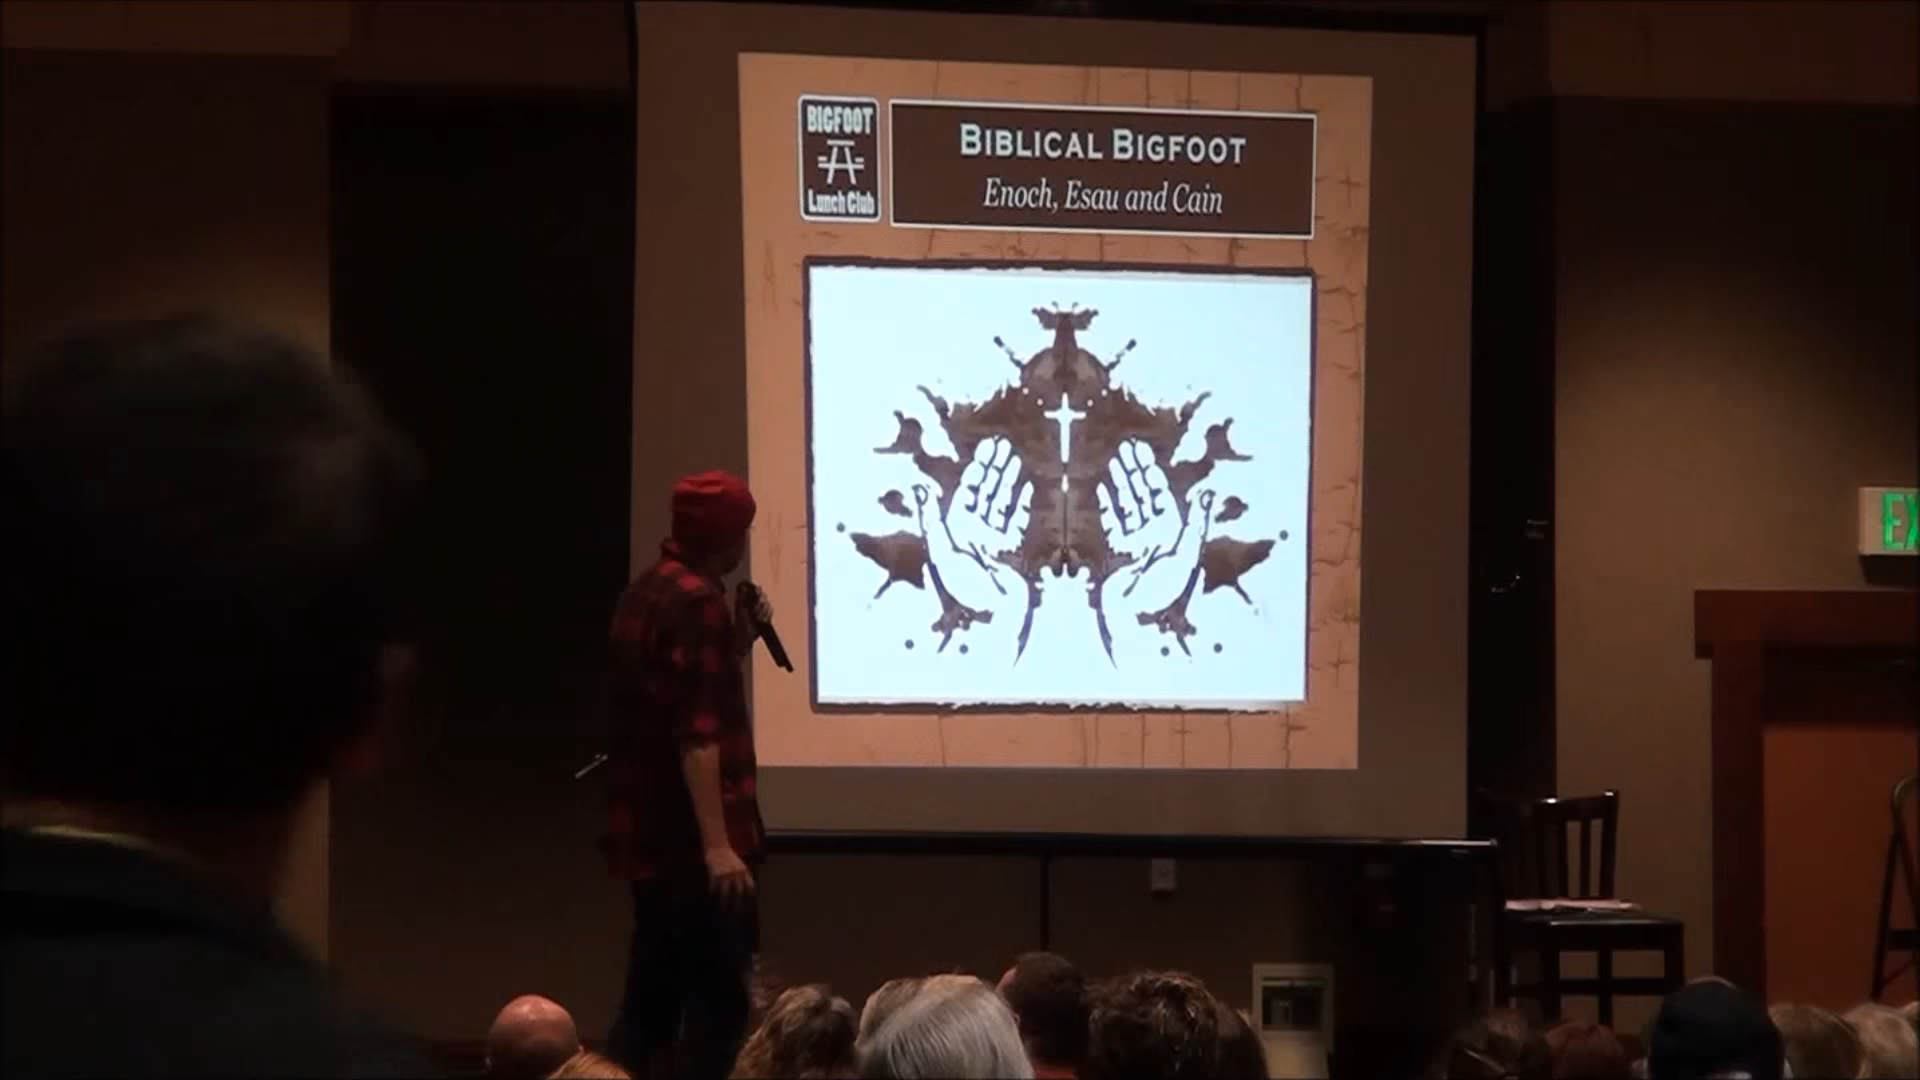 BIGFOOT
Lunch Club
BIBLICAL BIGFOOT
Enoch, Esau and Cain
EX